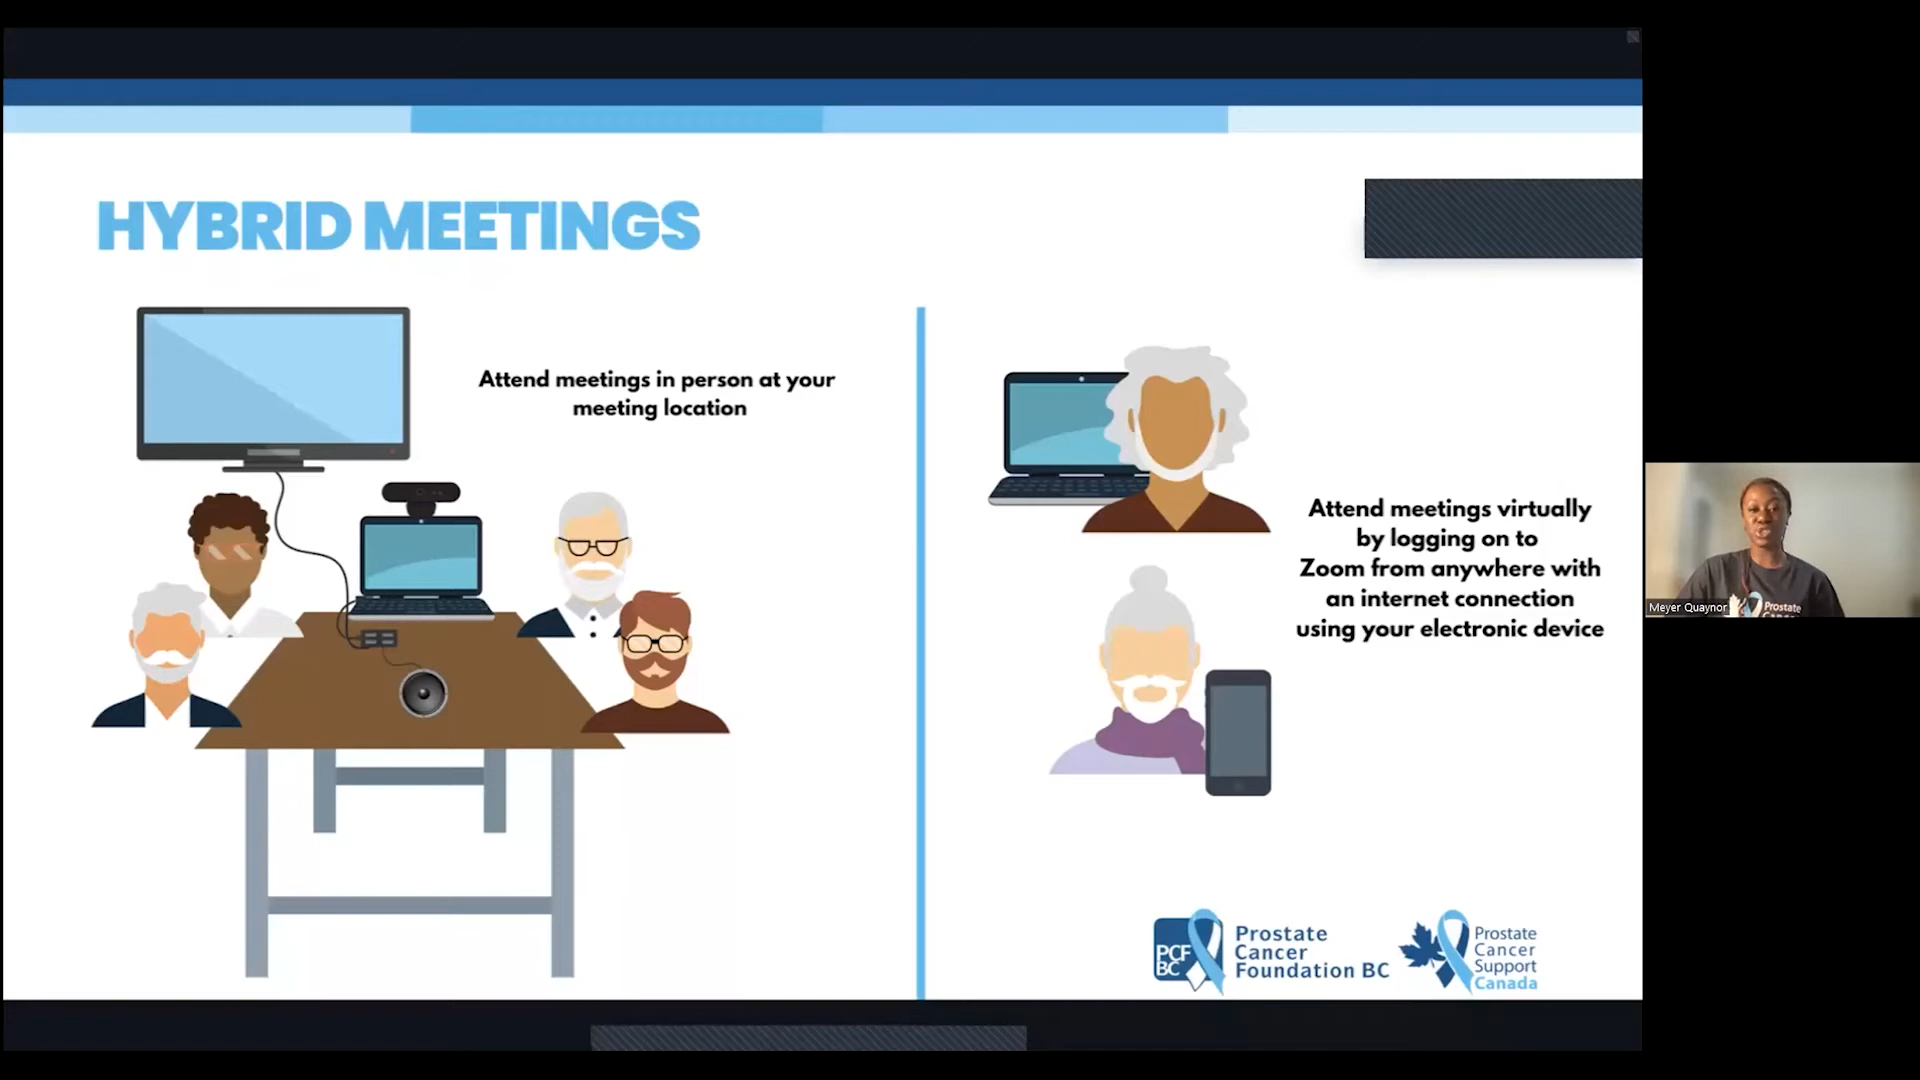 HYBRID MEETINGS
Attend meetings in person at your
meeting location
Attend meetings virtually
by logging on to
Zoom from anywhere with
an internet connection
using your electronic device
Meyer Quaynor
Prostate
PCF
BC
Prostate
Cancer
Foundation BC
Prostate
Cancer
Support
Canada